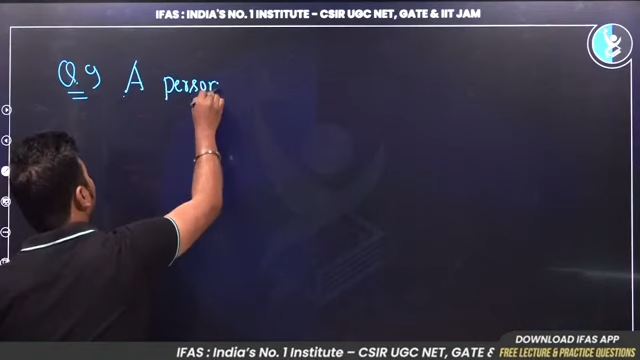 IFAS : INDIA'S NO. 1 INSTITUTE – CSIR UGC NET, GATE & IIT JAM
Q9 A person
DOWNLOAD IFAS APP
IFAS : India's No. 1 Institute – CSIR UGC NET, GATE &
FREE LECTURE & PRACTICE QUESTIONS